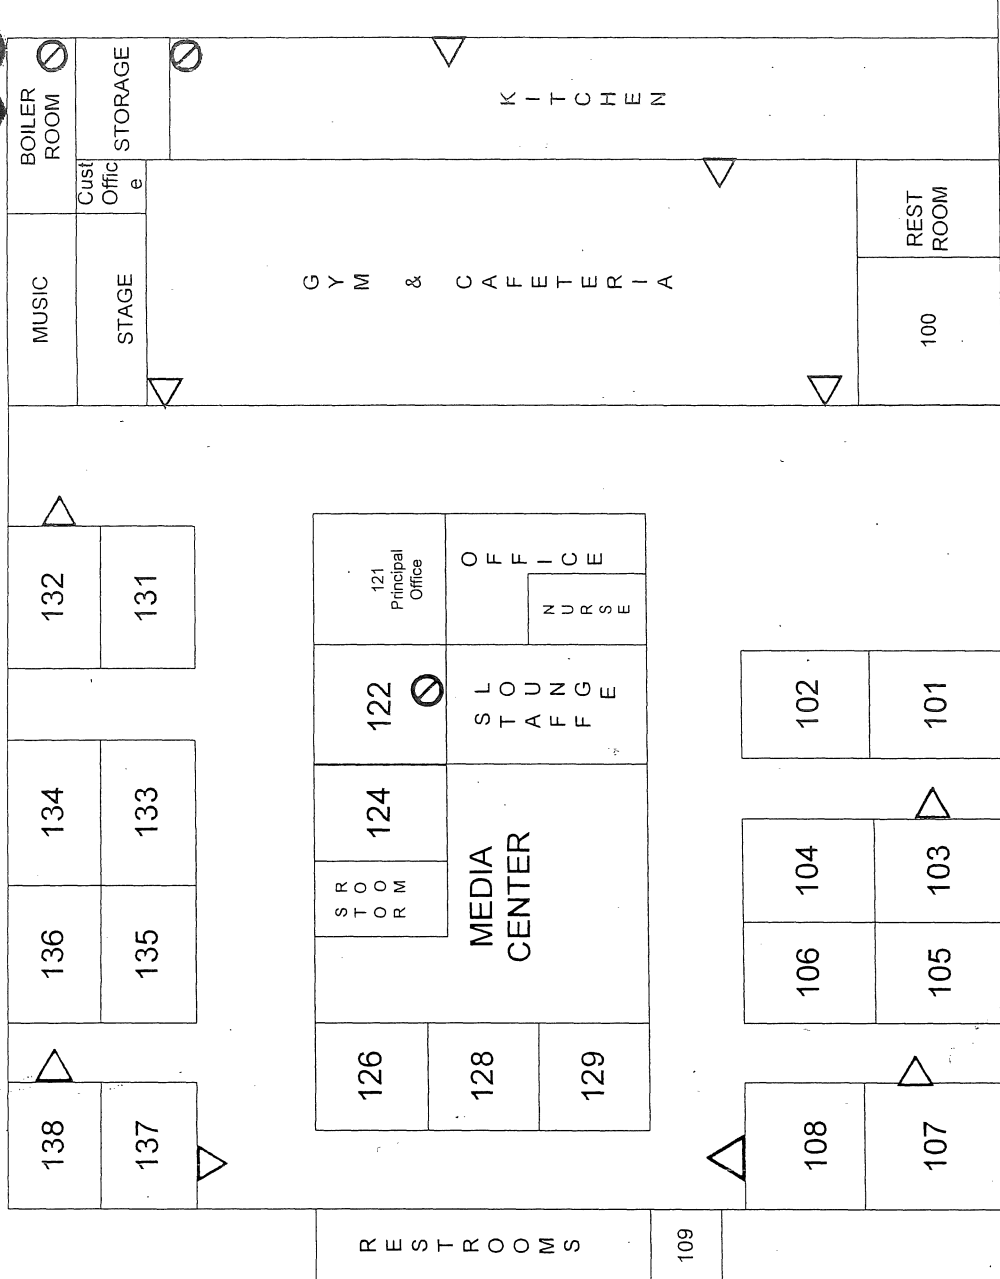 BOILER
ROOM
STORAGE
KITCHEN
Cust
Offic
e
MUSIC
STAGE
GYM & CAFETERIA
REST
ROOM
100
132
131
121
Principal
Office
OFFICE
NURSE
122
STAFF
LOUNGE
102
101
134
133
124
STOR
ROOM
MEDIA
CENTER
104
103
136
135
106
105
126
128
129
138
137
108
107
RESTROOMS
109